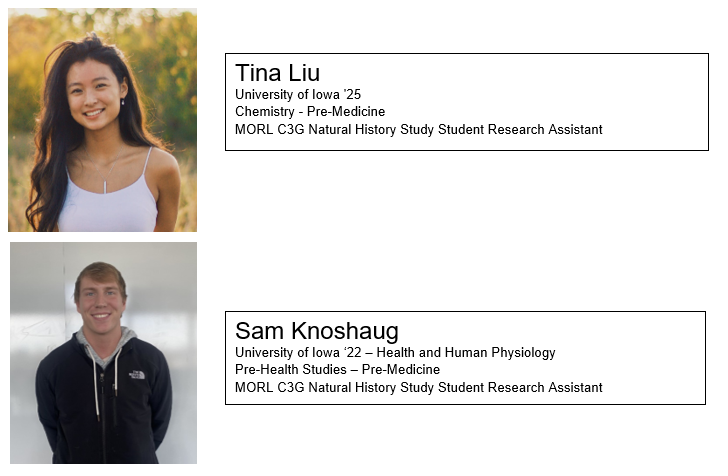 Tina Liu
University of Iowa '25
Chemistry - Pre-Medicine
MORL C3G Natural History Study Student Research Assistant
Sam Knoshaug
University of Iowa ‘22 – Health and Human Physiology
Pre-Health Studies – Pre-Medicine
MORL C3G Natural History Study Student Research Assistant